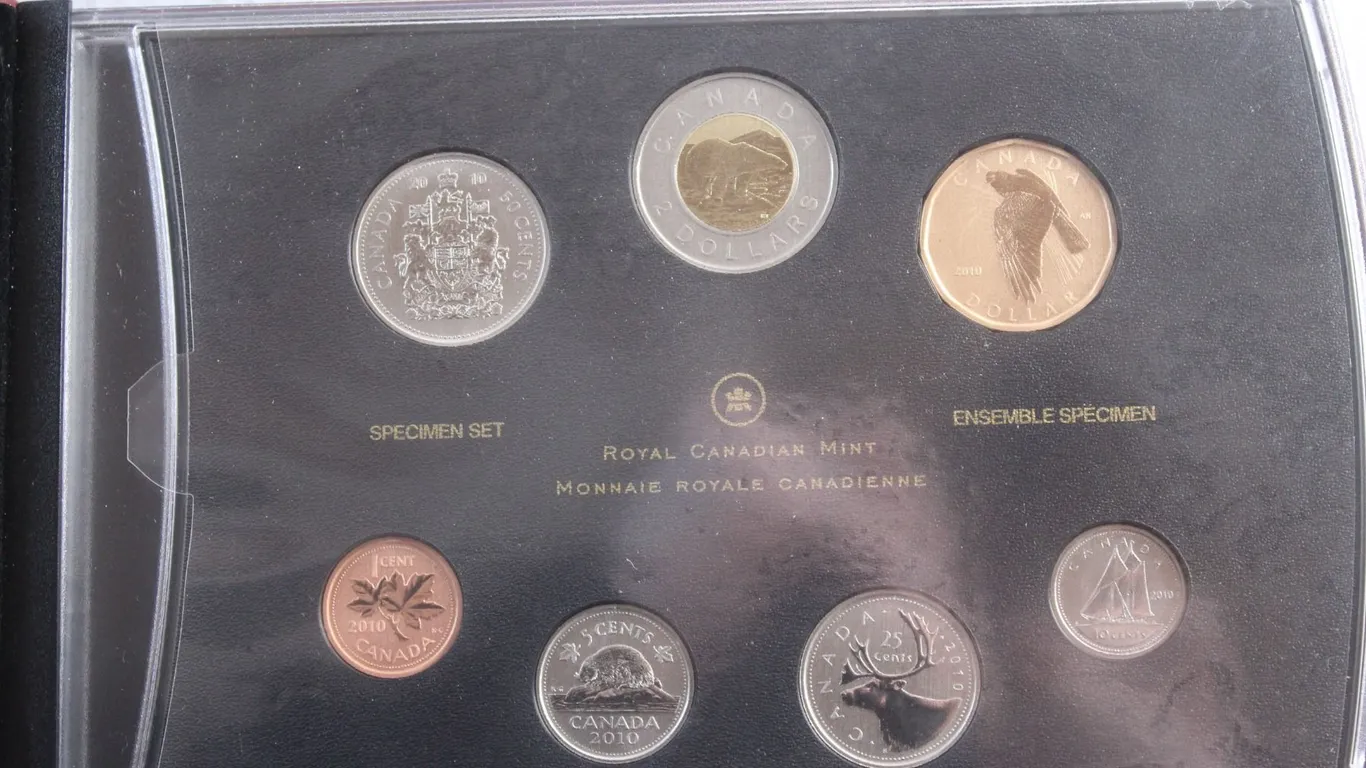 CANADA
2 DOLLARS
CANADA 2010 50 CENTS
CANADA
2010
DOLLAR
SPECIMEN SET
ENSEMBLE SPÉCIMEN
ROYAL CANADIAN MINT
MONNAIE ROYALE CANADIENNE
1 CENT
2010
CANADA
5 CENTS
CANADA
2010
CANADA
25
Cents
2010
CANADA
2010
10 cents